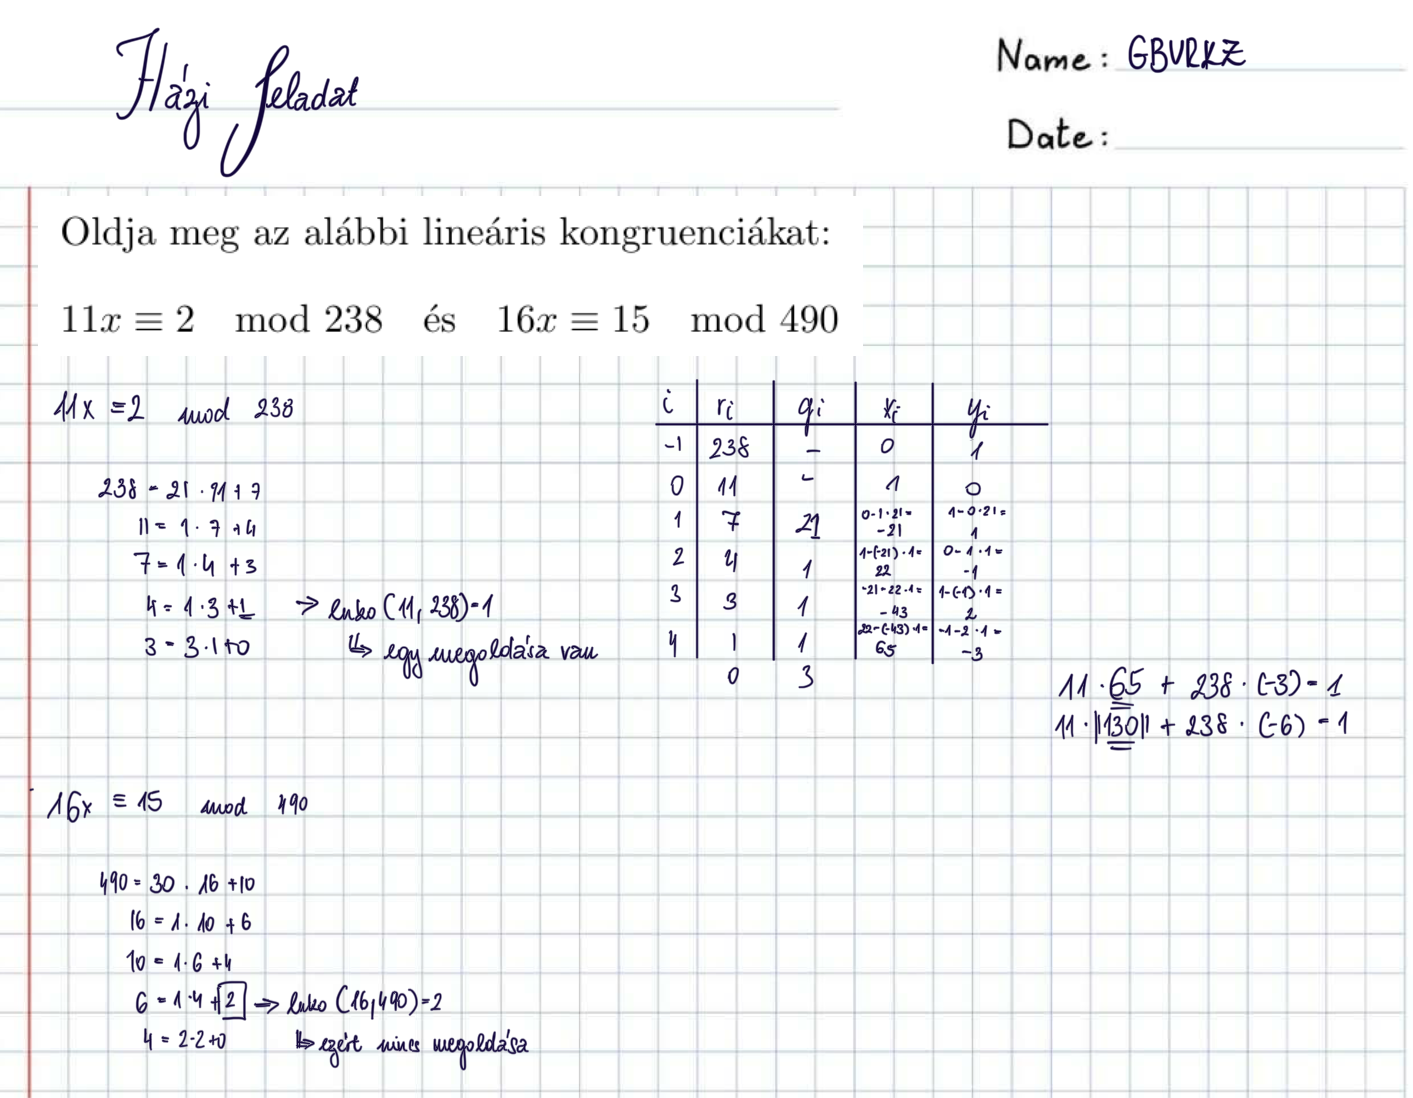 Házi feladat
Name: GBVRKZ
Date:
Oldja meg az alábbi lineáris kongruenciákat:
11x ≡ 2 mod 238 és 16x ≡ 15 mod 490
11x ≡ 2 mod 238
238 = 21 · 11 + 7
11 = 1 · 7 + 4
7 = 1 · 4 + 3
4 = 1 · 3 + 1 → lnko (11, 238) = 1
3 = 3 · 1 + 0 ↳ egy megoldása van
i ri qi xi yi
-1 238 - 0 1
0 11 - 1 0
1 7 21 0-1·21= -21 1-0·21= 1
2 4 1 1-(-21)·1= 22 0-1·1= -1
3 3 1 -21-22·1= -43 1-(-1)·1= 2
4 1 1 22-(-43)·1= 65 -1-2·1= -3
0 3
11 · 65 + 238 · (-3) = 1
11 · ||130|| + 238 · (-6) = 1
16x ≡ 15 mod 490
490 = 30 · 16 + 10
16 = 1 · 10 + 6
10 = 1 · 6 + 4
6 = 1 · 4 + 2 → lnko (16, 490) = 2
4 = 2 · 2 + 0 ↳ ezért nincs megoldása